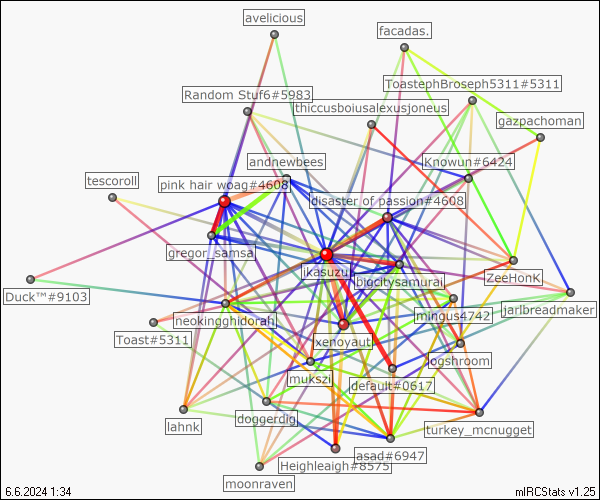 avelicious
facadas.
ToastephBroseph5311#5311
Random Stuf6#5983
thiccusboiusalexusjoneus
gazpachoman
andnewbees
Knowun#6424
tescoroll
pink hair woag#4608
disaster of passion#4608
gregor_samsa
ikasuzu
bigcitysamurai
ZeeHonK
Duck™#9103
jarlbreadmaker
neokingghidorah
mingus4742
Toast#5311
xenoyaut
logshroom
mukszi
default#0617
lahnk
doggerdig
turkey_mcnugget
asad#6947
Heighleaigh#8575
moonraven
6.6.2024 1:34
mIRCStats v1.25